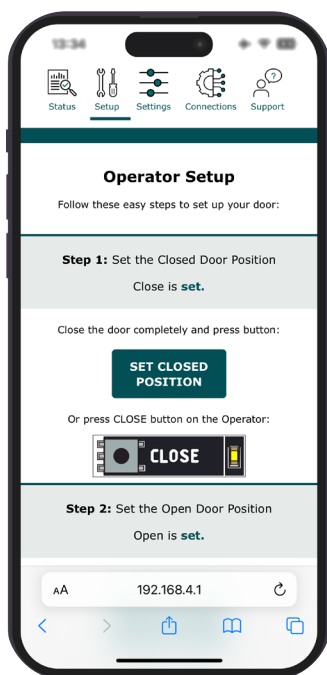 13:34
Status Setup Settings Connections Support
Operator Setup
Follow these easy steps to set up your door:
Step 1: Set the Closed Door Position
Close is set.
Close the door completely and press button:
SET CLOSED
POSITION
Or press CLOSE button on the Operator:
CLOSE
Step 2: Set the Open Door Position
Open is set.
AA 192.168.4.1